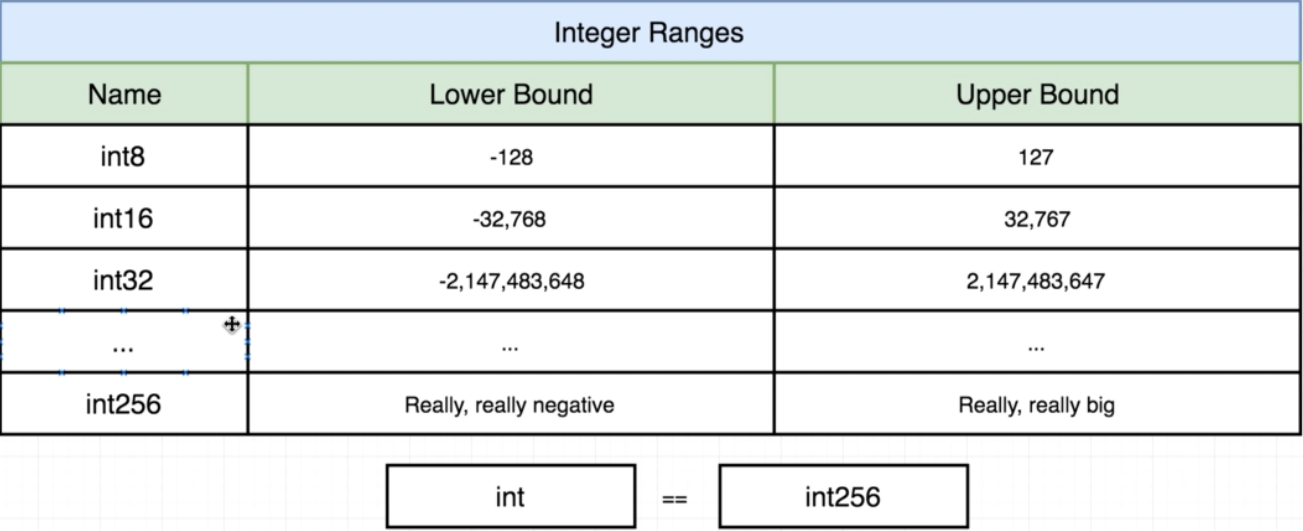 Integer Ranges
Name Lower Bound Upper Bound
int8 -128 127
int16 -32,768 32,767
int32 -2,147,483,648 2,147,483,647
... ... ...
int256 Really, really negative Really, really big
int == int256